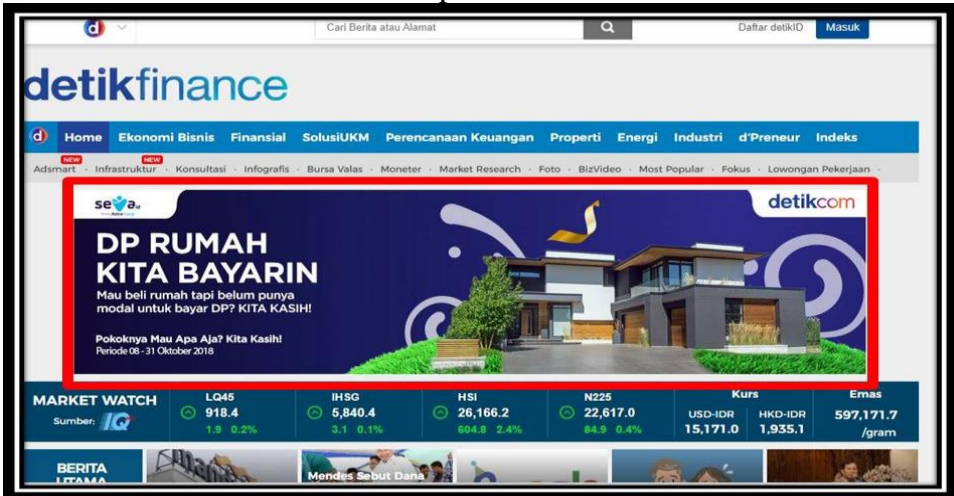 d
Cari Berita atau Alamat
Daftar detikID
Masuk
detikfinance
d Home Ekonomi Bisnis Finansial SolusiUKM Perencanaan Keuangan Properti Energi Industri d'Preneur Indeks
NEW NEW
Adsmart · Infrastruktur · Konsultasi · Infografis · Bursa Valas · Moneter · Market Research · Foto · BizVideo · Most Popular · Fokus · Lowongan Pekerjaan ·
seva.id
detikcom
DP RUMAH
KITA BAYARIN
Mau beli rumah tapi belum punya
modal untuk bayar DP? KITA KASIH!
Pokoknya Mau Apa Aja? Kita Kasih!
Periode 08 - 31 Oktober 2018
MARKET WATCH
Sumber: IQ
LQ45
918.4
1.9 0.2%
IHSG
5,840.4
3.1 0.1%
HSI
26,166.2
604.8 2.4%
N225
22,617.0
84.9 0.4%
Kurs
USD-IDR HKD-IDR
15,171.0 1,935.1
Emas
597,171.7
/gram
BERITA
UTAMA
Mendes Sebut Dana